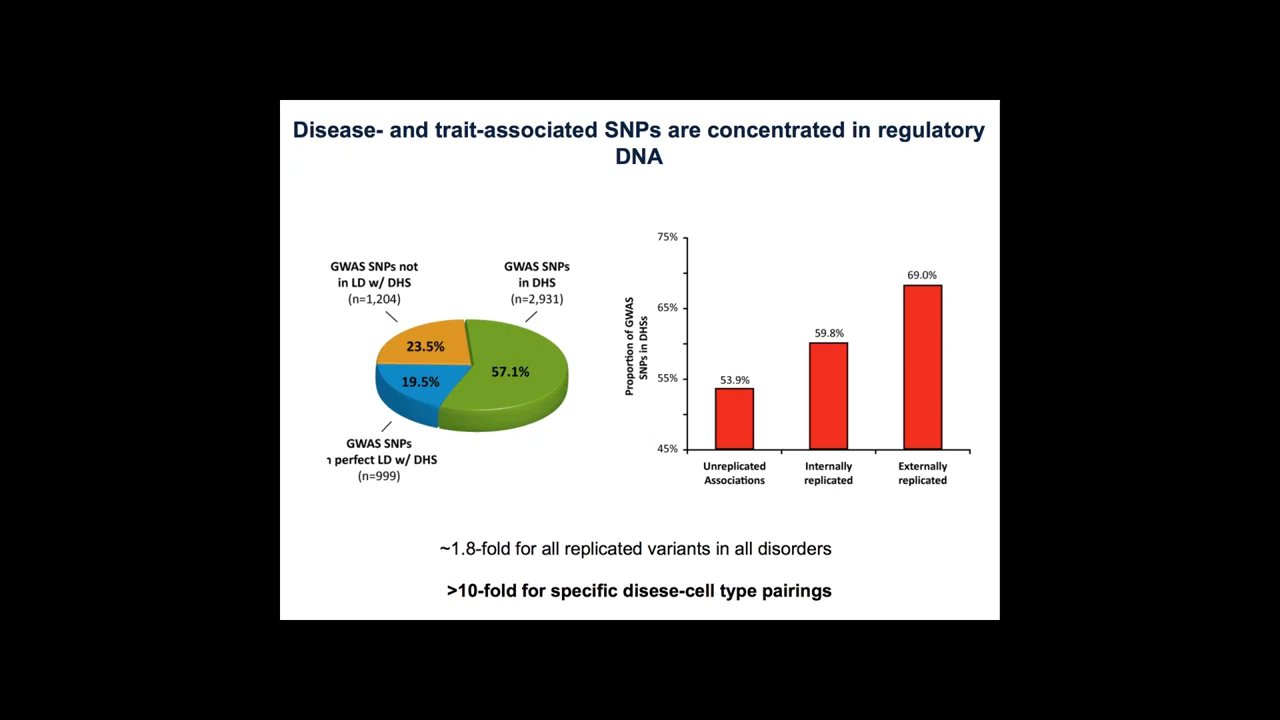 Disease- and trait-associated SNPs are concentrated in regulatory
DNA
GWAS SNPs not
in LD w/ DHS
(n=1,204)
GWAS SNPs
in DHS
(n=2,931)
23.5%
19.5%
57.1%
GWAS SNPs
perfect LD w/ DHS
(n=999)
Proportion of GWAS
SNPs in DHSs
75%
65%
55%
45%
53.9%
59.8%
69.0%
Unreplicated
Associations
Internally
replicated
Externally
replicated
~1.8-fold for all replicated variants in all disorders
>10-fold for specific disese-cell type pairings